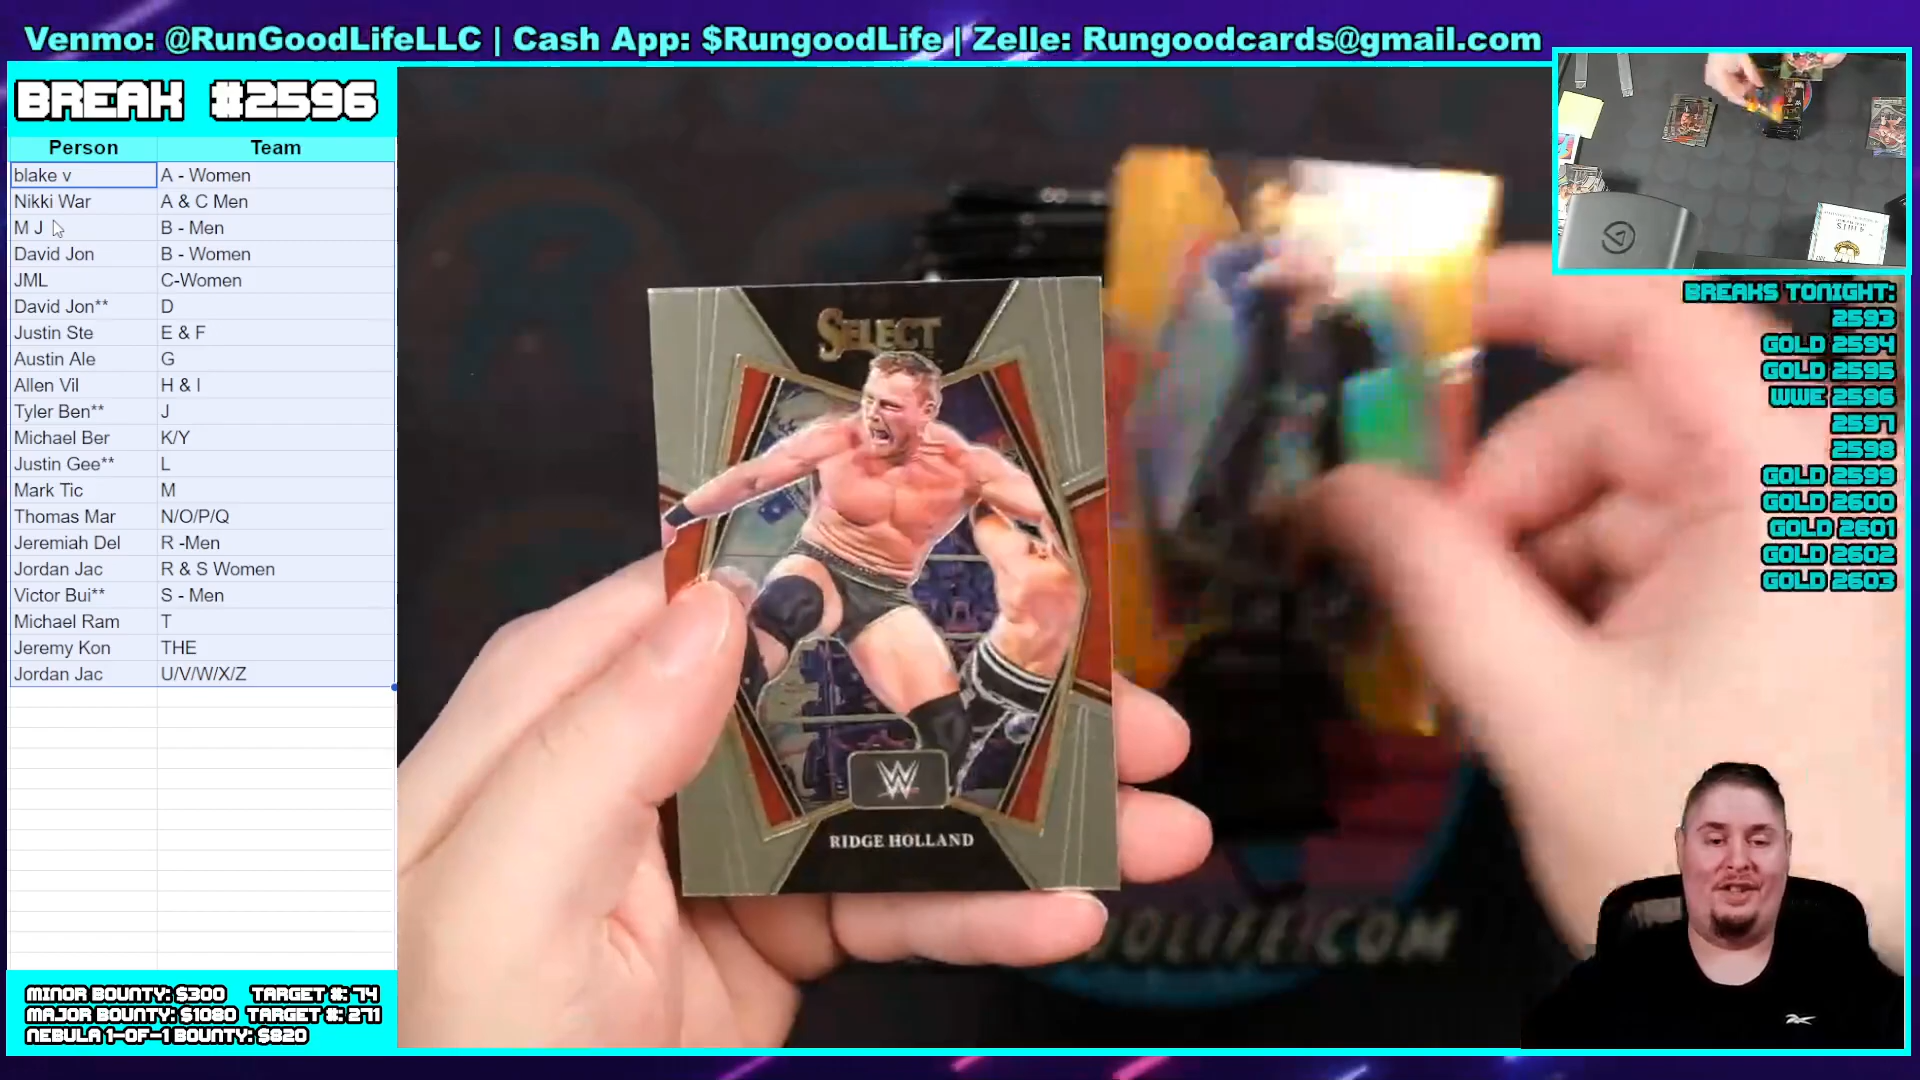 Venmo: @RunGoodLifeLLC | Cash App: $RungoodLife | Zelle: Rungoodcards@gmail.com
BREAK #2596
Person Team
blake v A - Women
Nikki War A & C Men
M J B - Men
David Jon B - Women
JML C-Women
David Jon** D
Justin Ste E & F
Austin Ale G
Allen Vil H & I
Tyler Ben** J
Michael Ber K/Y
Justin Gee** L
Mark Tic M
Thomas Mar N/O/P/Q
Jeremiah Del R -Men
Jordan Jac R & S Women
Victor Bui** S - Men
Michael Ram T
Jeremy Kon THE
Jordan Jac U/V/W/X/Z
MINOR BOUNTY: $300 TARGET #: 74
MAJOR BOUNTY: $1080 TARGET #: 271
NEBULA 1-OF-1 BOUNTY: $820
SELECT
W
RIDGE HOLLAND
OLIFE.COM
BREAKS TONIGHT:
2593
GOLD 2594
GOLD 2595
WWE 2596
2597
2598
GOLD 2599
GOLD 2600
GOLD 2601
GOLD 2602
GOLD 2603